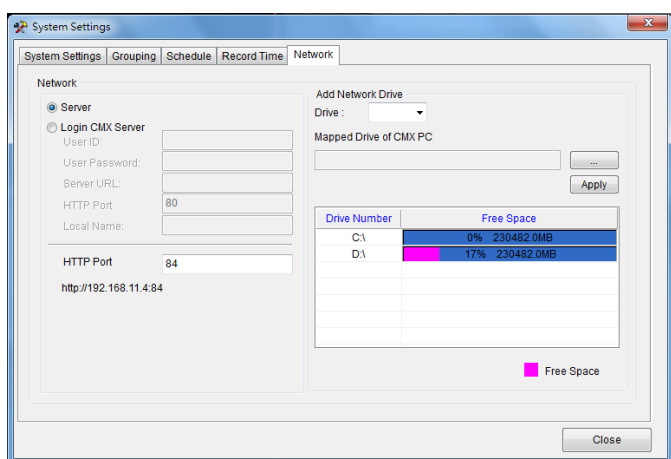 System Settings
System Settings Grouping Schedule Record Time Network
Network
Server
Login CMX Server
User ID:
User Password:
Server URL:
HTTP Port 80
Local Name:
HTTP Port 84
http://192.168.11.4:84
Add Network Drive
Drive :
Mapped Drive of CMX PC
...
Apply
Drive Number Free Space
C:\ 0% 230482.0MB
D:\ 17% 230482.0MB
Free Space
Close